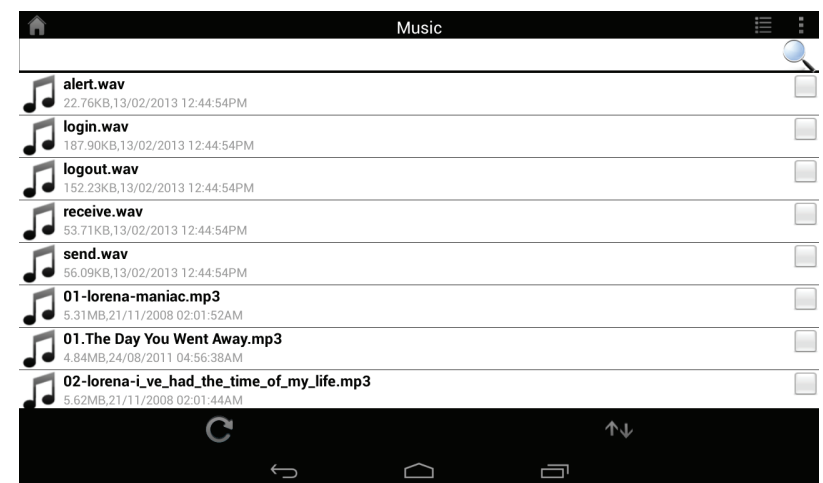 Music
alert.wav
22.76KB,13/02/2013 12:44:54PM
login.wav
187.90KB,13/02/2013 12:44:54PM
logout.wav
152.23KB,13/02/2013 12:44:54PM
receive.wav
53.71KB,13/02/2013 12:44:54PM
send.wav
56.09KB,13/02/2013 12:44:54PM
01-lorena-maniac.mp3
5.31MB,21/11/2008 02:01:52AM
01.The Day You Went Away.mp3
4.84MB,24/08/2011 04:56:38AM
02-lorena-i_ve_had_the_time_of_my_life.mp3
5.62MB,21/11/2008 02:01:44AM